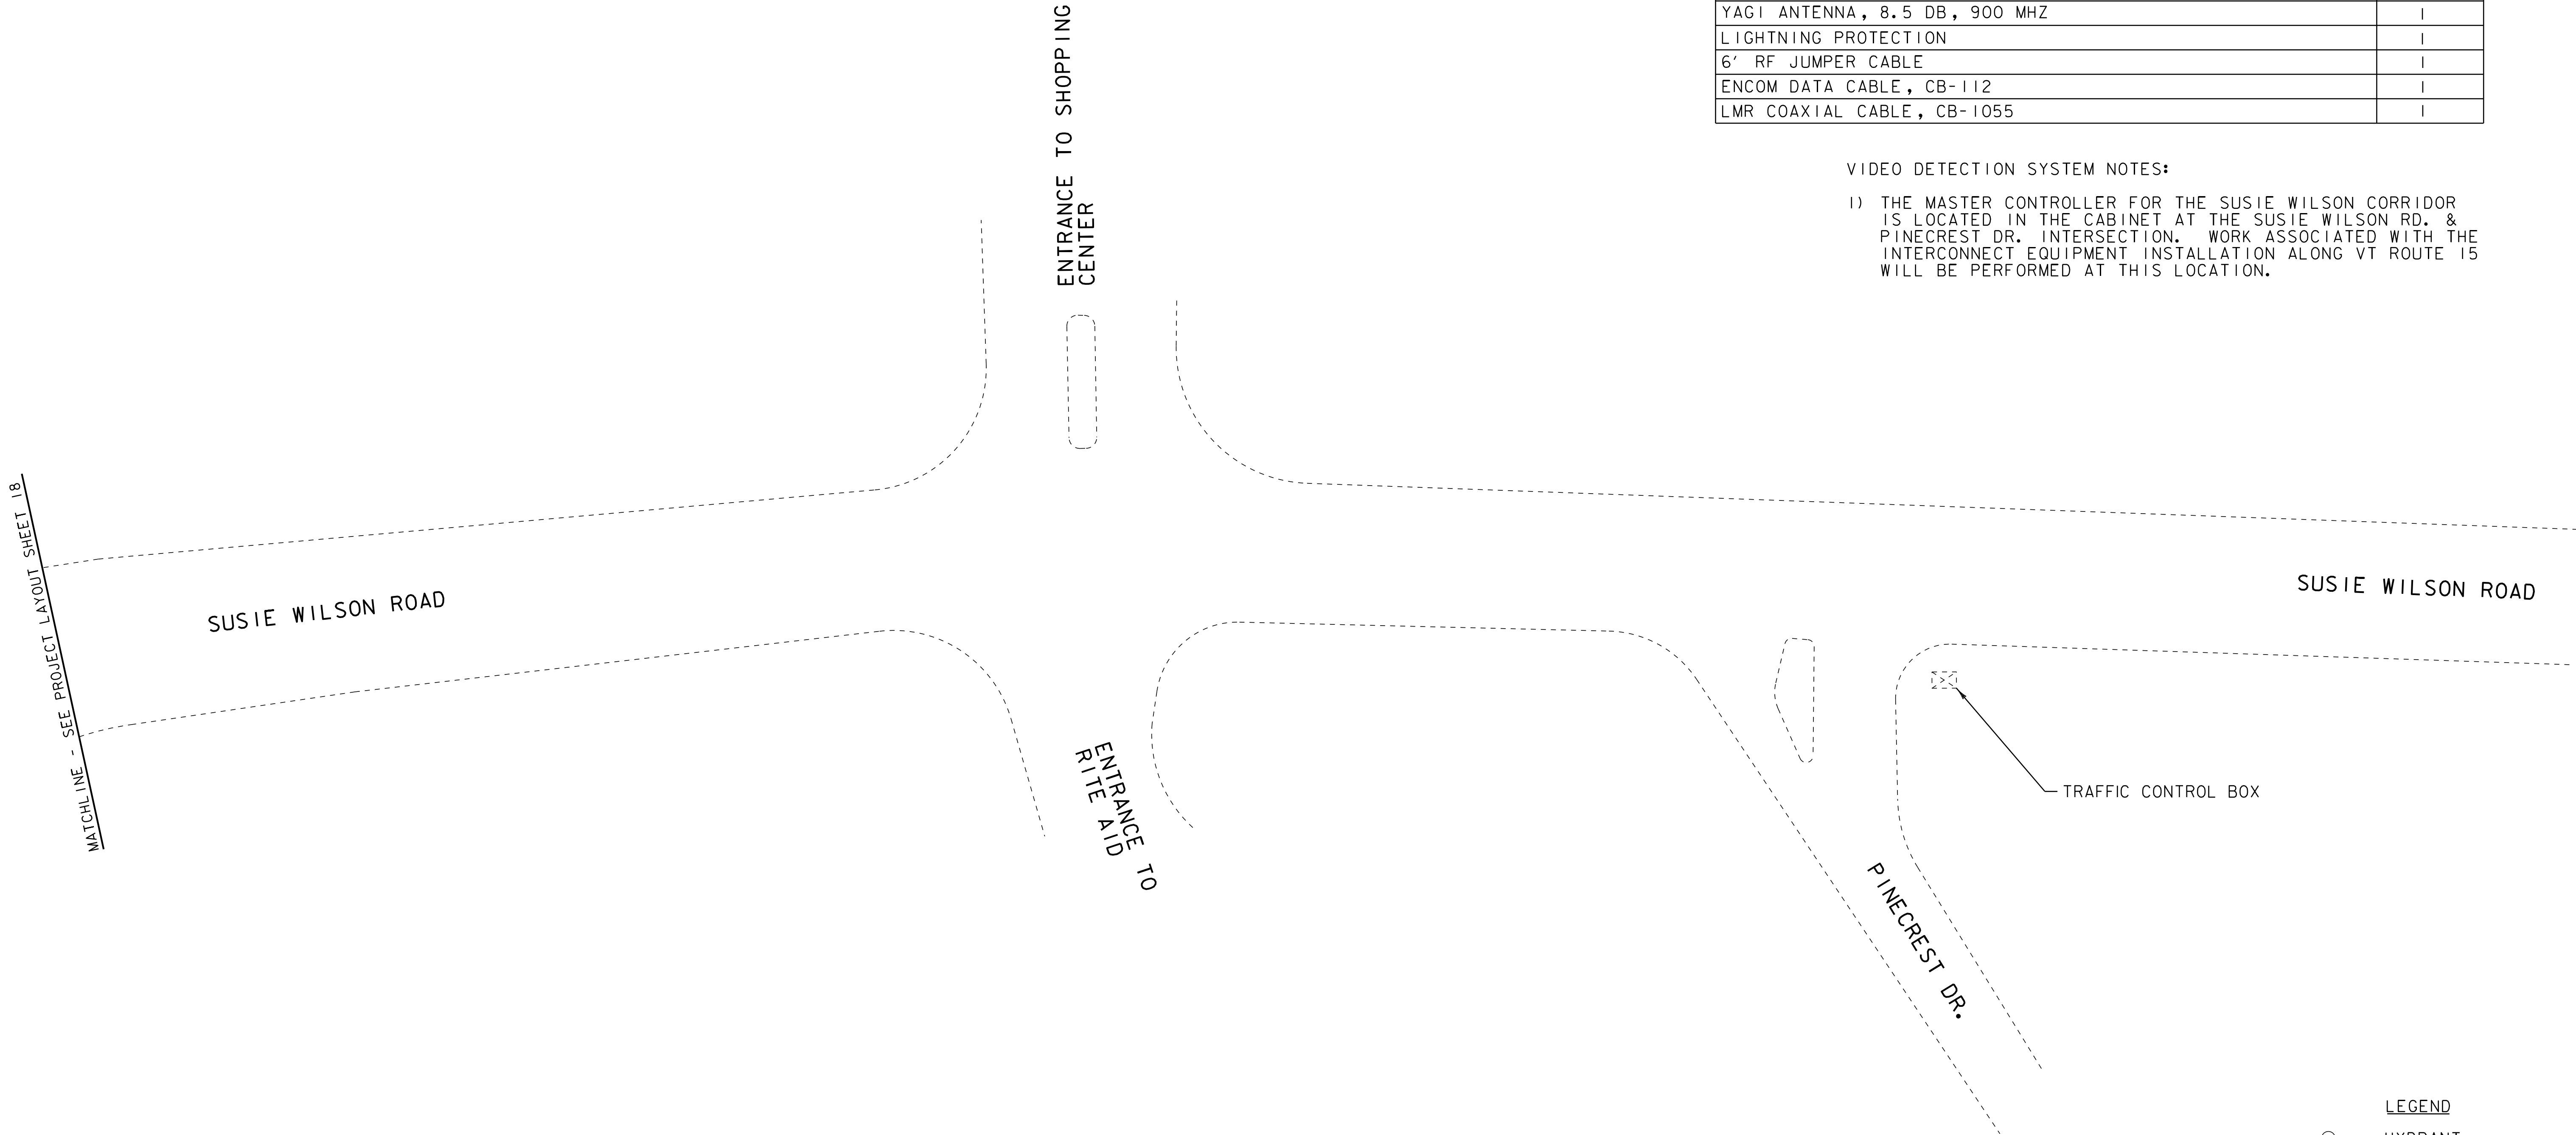 YAGI ANTENNA, 8.5 DB, 900 MHZ 1
LIGHTNING PROTECTION 1
6' RF JUMPER CABLE 1
ENCOM DATA CABLE, CB-112 1
LMR COAXIAL CABLE, CB-1055 1
VIDEO DETECTION SYSTEM NOTES:
1) THE MASTER CONTROLLER FOR THE SUSIE WILSON CORRIDOR
IS LOCATED IN THE CABINET AT THE SUSIE WILSON RD. &
PINECREST DR. INTERSECTION. WORK ASSOCIATED WITH THE
INTERCONNECT EQUIPMENT INSTALLATION ALONG VT ROUTE 15
WILL BE PERFORMED AT THIS LOCATION.
ENTRANCE TO SHOPPING
CENTER
MATCHLINE - SEE PROJECT LAYOUT SHEET 18
SUSIE WILSON ROAD
SUSIE WILSON ROAD
ENTRANCE TO
RITE AID
TRAFFIC CONTROL BOX
PINECREST DR.
LEGEND
HYDRANT